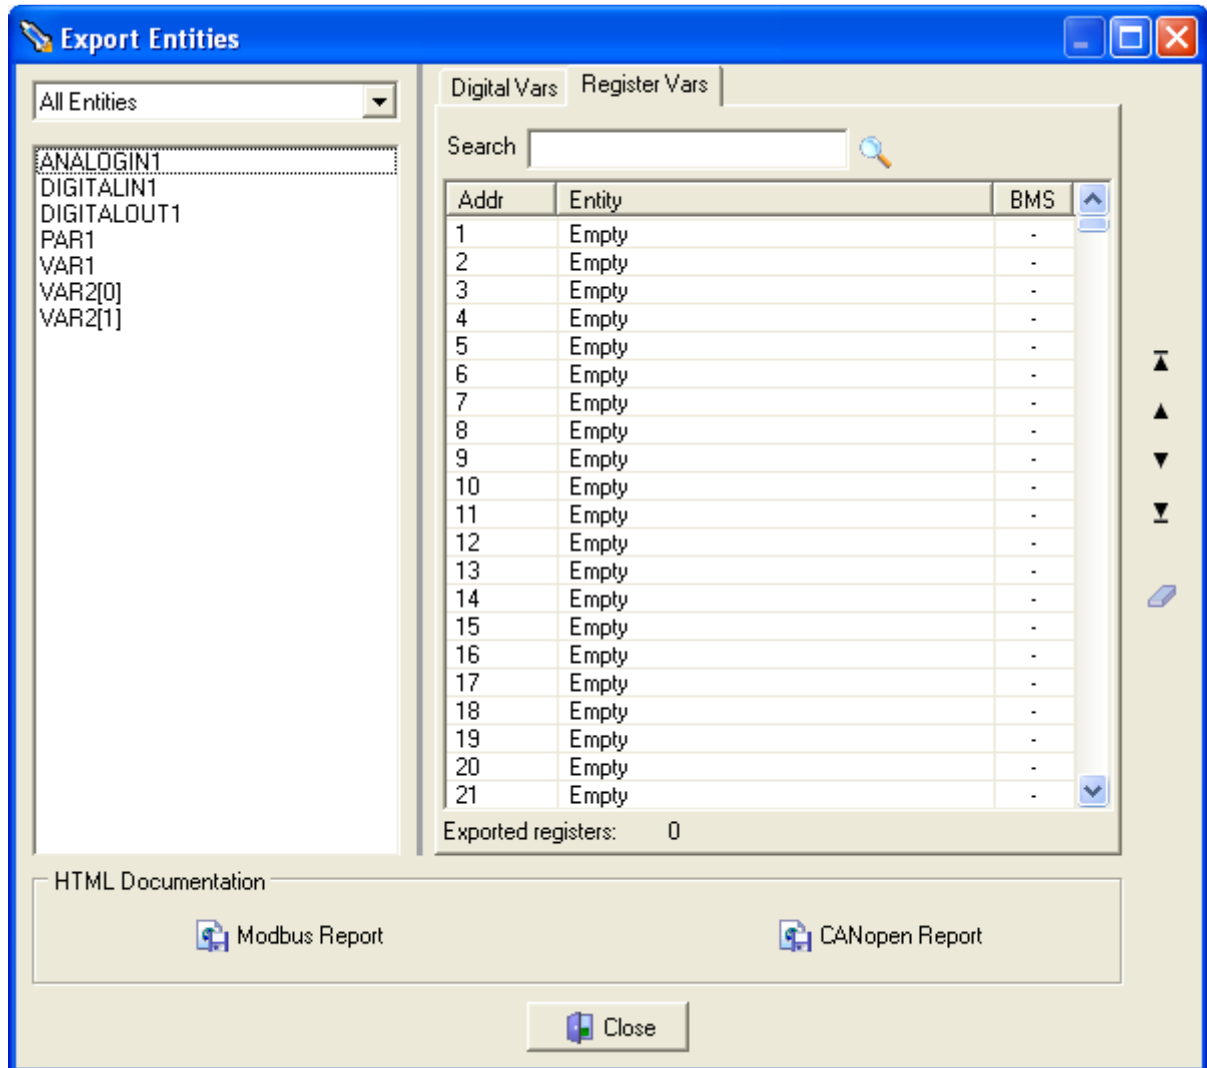 Export Entities
All Entities
ANALOGIN1
DIGITALIN1
DIGITALOUT1
PAR1
VAR1
VAR2[0]
VAR2[1]
Digital Vars Register Vars
Search
Addr Entity BMS
1 Empty -
2 Empty -
3 Empty -
4 Empty -
5 Empty -
6 Empty -
7 Empty -
8 Empty -
9 Empty -
10 Empty -
11 Empty -
12 Empty -
13 Empty -
14 Empty -
15 Empty -
16 Empty -
17 Empty -
18 Empty -
19 Empty -
20 Empty -
21 Empty -
Exported registers: 0
HTML Documentation
Modbus Report CANopen Report
Close